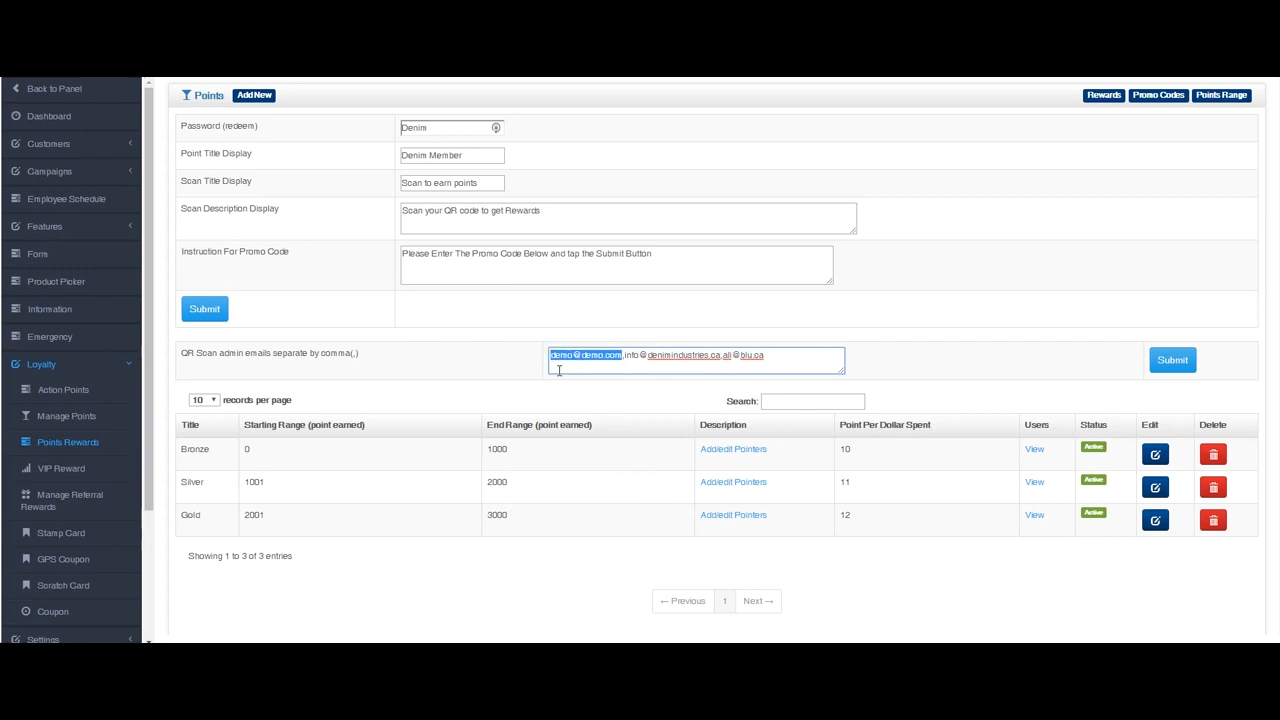 Back to Panel
Dashboard
Customers
Campaigns
Employee Schedule
Features
Form
Product Picker
Information
Emergency
Loyalty
Action Points
Manage Points
Points Rewards
VIP Reward
Manage Referral
Rewards
Stamp Card
GPS Coupon
Scratch Card
Coupon
Settings
Points Add New Rewards Promo Codes Points Range
Password (redeem) Denim
Point Title Display Denim Member
Scan Title Display Scan to earn points
Scan Description Display Scan your QR code to get Rewards
Instruction For Promo Code Please Enter The Promo Code Below and tap the Submit Button
Submit
QR Scan admin emails separate by comma(,) demo@demo.com,info@denimindustries.ca,ali@blu.ca Submit
10 records per page Search:
Title Starting Range (point earned) End Range (point earned) Description Point Per Dollar Spent Users Status Edit Delete
Bronze 0 1000 Add/edit Pointers 10 View Active
Silver 1001 2000 Add/edit Pointers 11 View Active
Gold 2001 3000 Add/edit Pointers 12 View Active
Showing 1 to 3 of 3 entries
← Previous 1 Next →